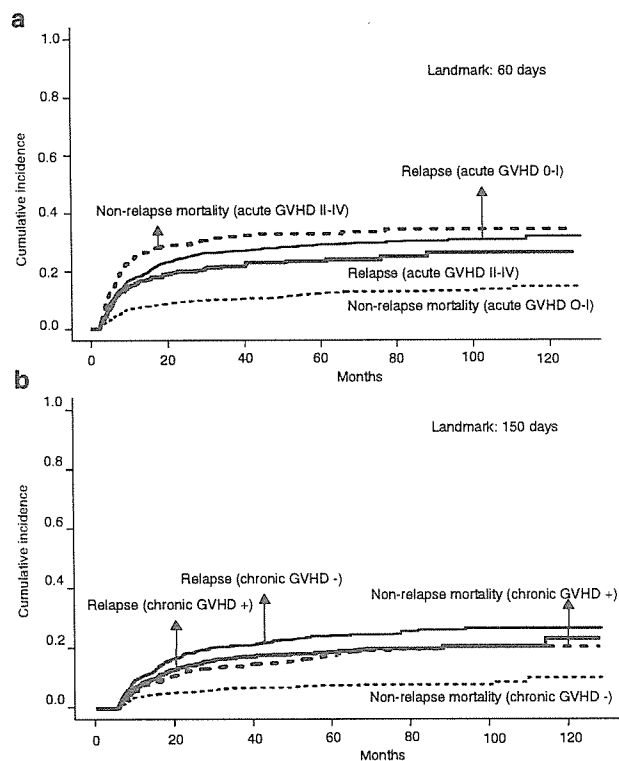 a
1.0
Landmark: 60 days
0.8
Cumulative incidence
0.6
Relapse (acute GVHD 0-I)
0.4
Non-relapse mortality (acute GVHD II-IV)
0.2
Relapse (acute GVHD II-IV)
Non-relapse mortality (acute GVHD O-I)
0.0
0 20 40 60 80 100 120
Months
b
1.0
Landmark: 150 days
0.8
Cumulative incidence
0.6
0.4
Relapse (chronic GVHD -)
Non-relapse mortality (chronic GVHD +)
Relapse (chronic GVHD +)
0.2
0.0
Non-relapse mortality (chronic GVHD -)
0 20 40 60 80 100 120
Months